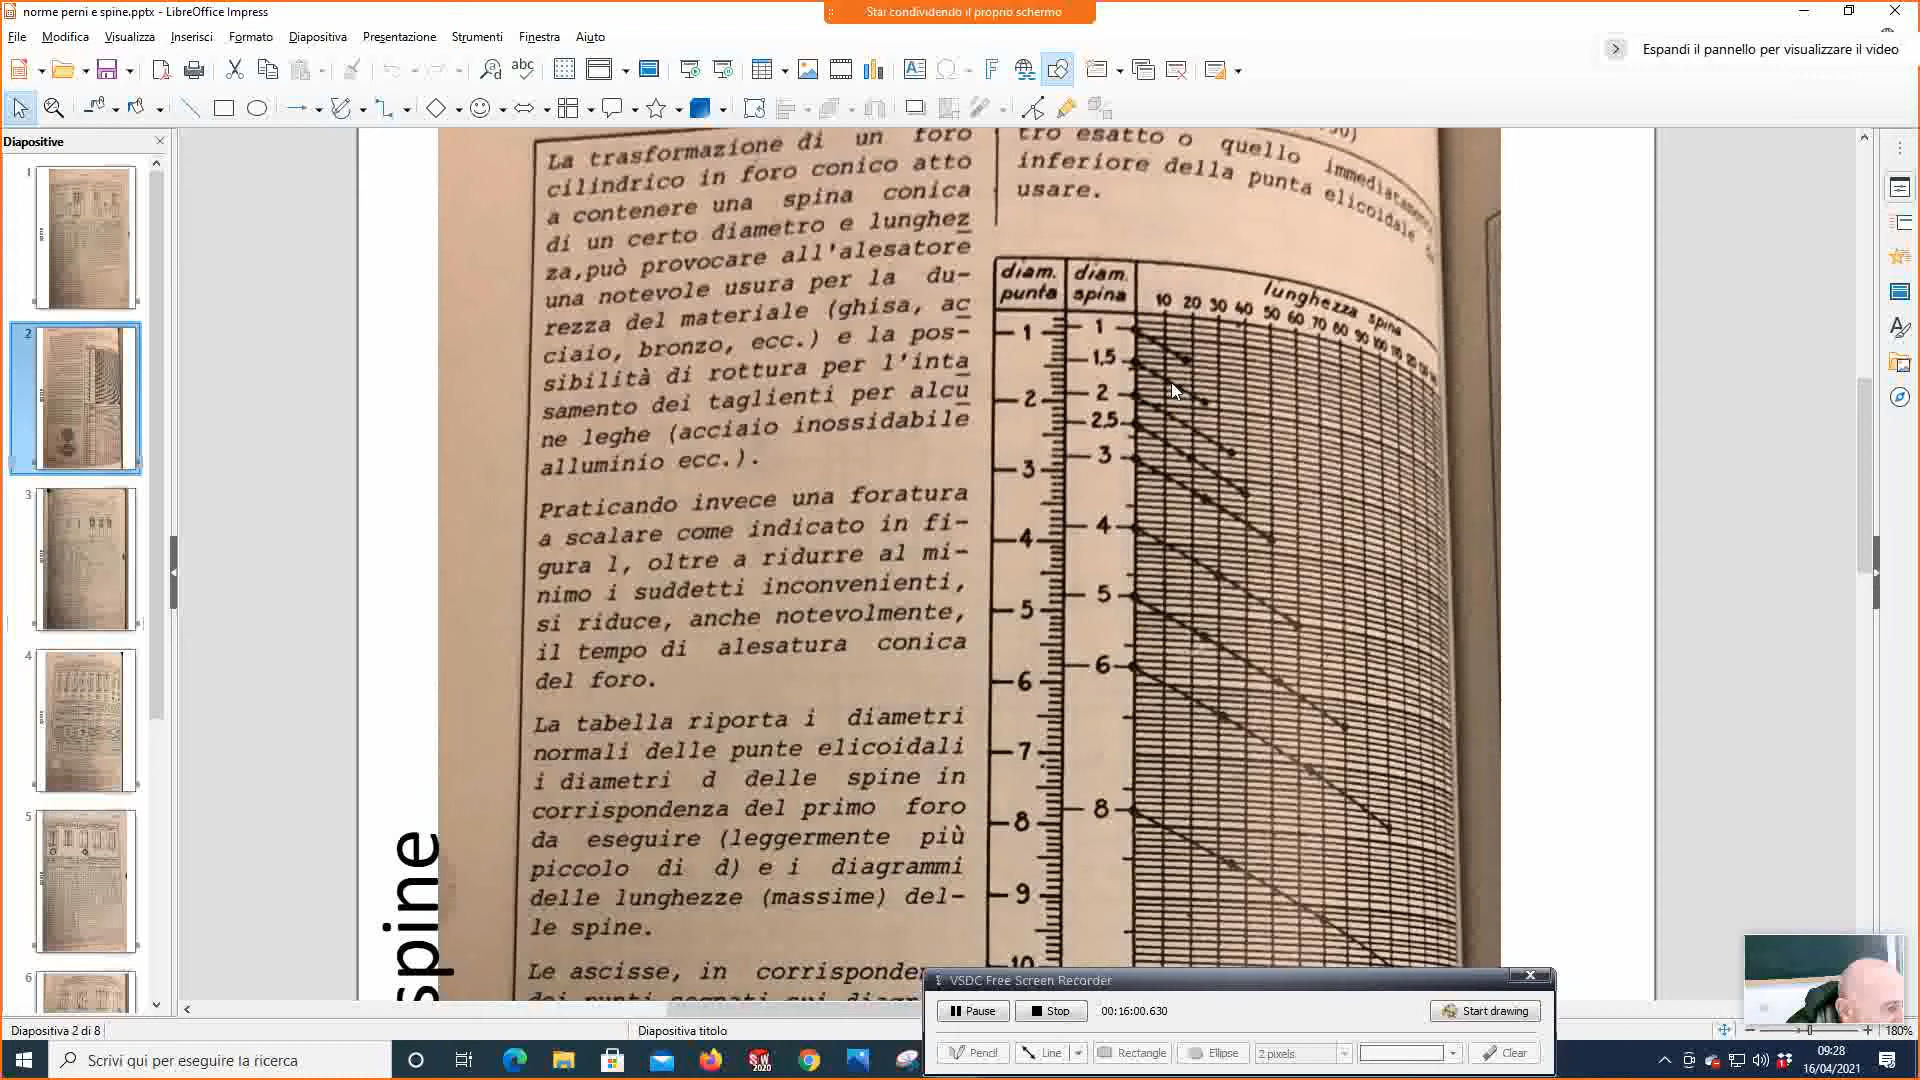 norme perni e spine.pptx - LibreOffice Impress
Stai condividendo il proprio schermo
File Modifica Visualizza Inserisci Formato Diapositiva Presentazione Strumenti Finestra Aiuto
Espandi il pannello per visualizzare il video
Diapositive
1
2
3
4
5
6
La trasformazione di un foro
cilindrico in foro conico atto
a contenere una spina conica
di un certo diametro e lunghez
za, può provocare all'alesatore
una notevole usura per la du-
rezza del materiale (ghisa, ac
ciaio, bronzo, ecc.) e la pos-
sibilità di rottura per l'inta
samento dei taglienti per alcu
ne leghe (acciaio inossidabile
alluminio ecc.).
Praticando invece una foratura
a scalare come indicato in fi-
gura 1, oltre a ridurre al mi-
nimo i suddetti inconvenienti,
si riduce, anche notevolmente,
il tempo di alesatura conica
del foro.
La tabella riporta i diametri
normali delle punte elicoidali
i diametri d delle spine in
corrispondenza del primo foro
da eseguire (leggermente più
piccolo di d) e i diagrammi
delle lunghezze (massime) del-
le spine.
Le ascisse, in corrisponde
tro esatto o quello immediatamente
inferiore della punta elicoidale da
usare.
diam. punta
diam. spina
lunghezza spina
10 20 30 40 50 60 70 80 90 100 110
1 2 3 4 5 6 7 8 9 10
1 1,5 2 2,5 3 4 5 6 8
spine
VSDC Free Screen Recorder
Pause Stop 00:16:00.630 Start drawing
Pencil Line Rectangle Ellipse 2 pixels Clear
Diapositiva 2 di 8
Diapositiva titolo
180%
Scrivi qui per eseguire la ricerca
09:28
16/04/2021